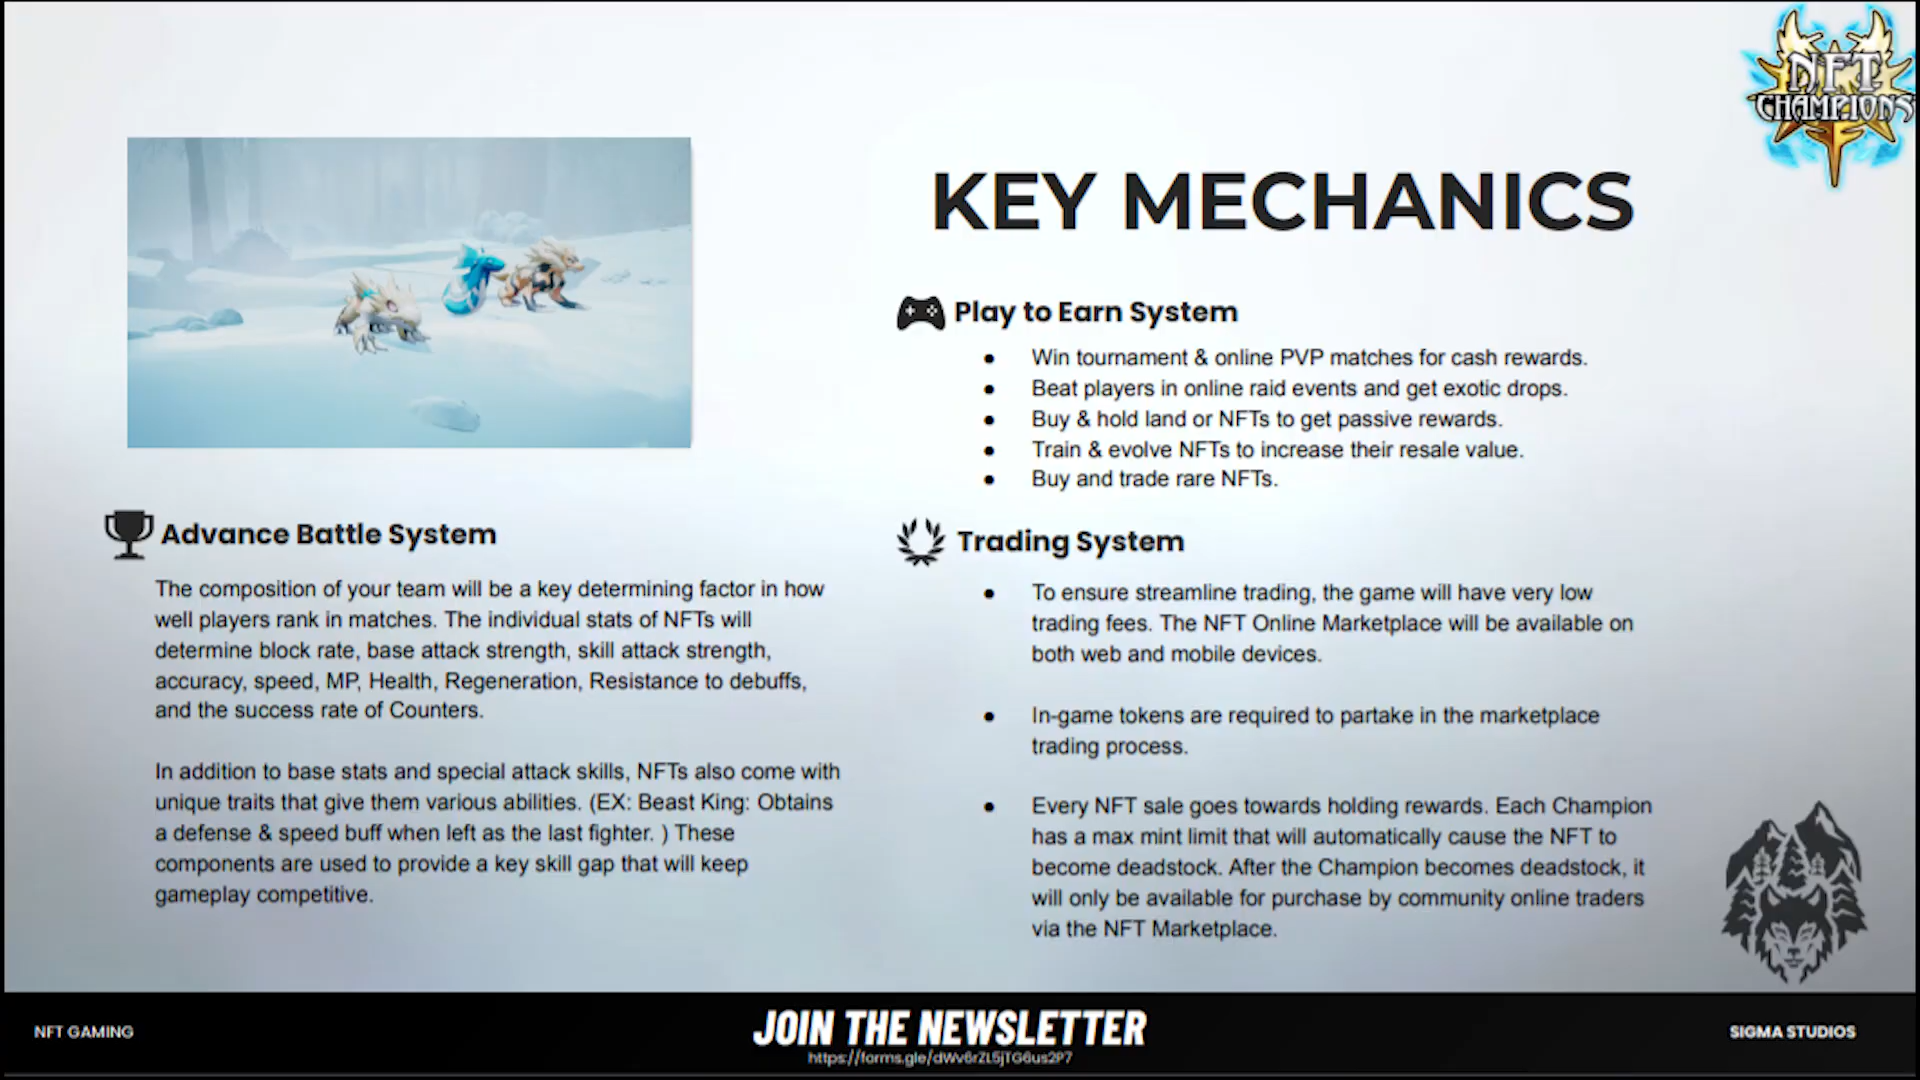 NFT
CHAMPIONS
KEY MECHANICS
Play to Earn System
● Win tournament & online PVP matches for cash rewards.
● Beat players in online raid events and get exotic drops.
● Buy & hold land or NFTs to get passive rewards.
● Train & evolve NFTs to increase their resale value.
● Buy and trade rare NFTs.
Advance Battle System
The composition of your team will be a key determining factor in how
well players rank in matches. The individual stats of NFTs will
determine block rate, base attack strength, skill attack strength,
accuracy, speed, MP, Health, Regeneration, Resistance to debuffs,
and the success rate of Counters.
In addition to base stats and special attack skills, NFTs also come with
unique traits that give them various abilities. (EX: Beast King: Obtains
a defense & speed buff when left as the last fighter. ) These
components are used to provide a key skill gap that will keep
gameplay competitive.
Trading System
● To ensure streamline trading, the game will have very low
trading fees. The NFT Online Marketplace will be available on
both web and mobile devices.
● In-game tokens are required to partake in the marketplace
trading process.
● Every NFT sale goes towards holding rewards. Each Champion
has a max mint limit that will automatically cause the NFT to
become deadstock. After the Champion becomes deadstock, it
will only be available for purchase by community online traders
via the NFT Marketplace.
NFT GAMING
JOIN THE NEWSLETTER
https://forms.gle/dWv6rZL5jTG6us2P7
SIGMA STUDIOS